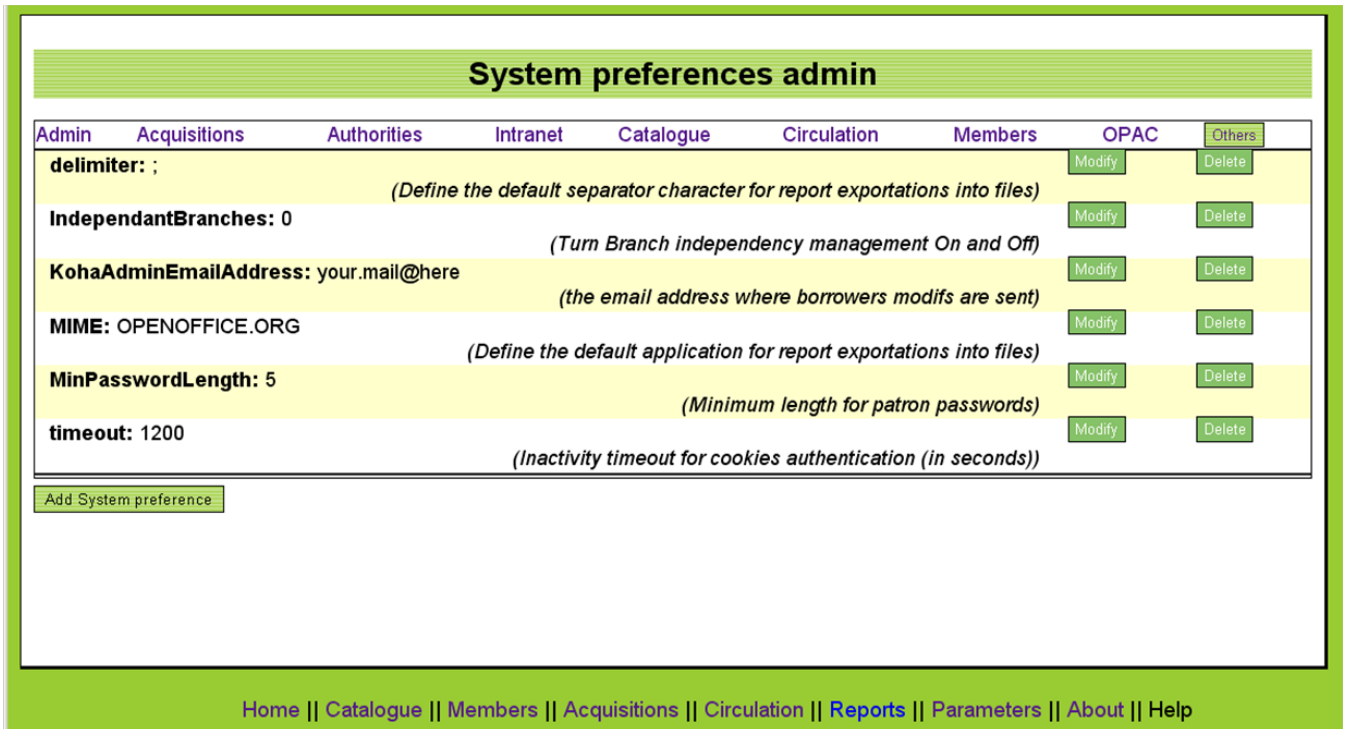 System preferences admin
Admin Acquisitions Authorities Intranet Catalogue Circulation Members OPAC Others
delimiter: ; Modify Delete
(Define the default separator character for report exportations into files)
IndependantBranches: 0 Modify Delete
(Turn Branch independency management On and Off)
KohaAdminEmailAddress: your.mail@here Modify Delete
(the email address where borrowers modifs are sent)
MIME: OPENOFFICE.ORG Modify Delete
(Define the default application for report exportations into files)
MinPasswordLength: 5 Modify Delete
(Minimum length for patron passwords)
timeout: 1200 Modify Delete
(Inactivity timeout for cookies authentication (in seconds))
Add System preference
Home || Catalogue || Members || Acquisitions || Circulation || Reports || Parameters || About || Help